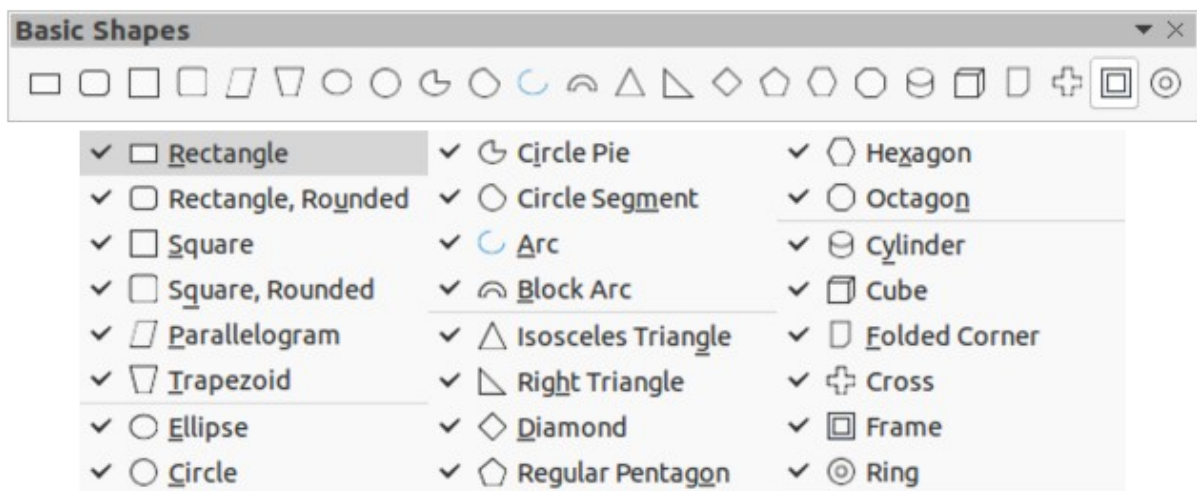 Basic Shapes
Rectangle
Rectangle, Rounded
Square
Square, Rounded
Parallelogram
Trapezoid
Ellipse
Circle
Circle Pie
Circle Segment
Arc
Block Arc
Isosceles Triangle
Right Triangle
Diamond
Regular Pentagon
Hexagon
Octagon
Cylinder
Cube
Folded Corner
Cross
Frame
Ring